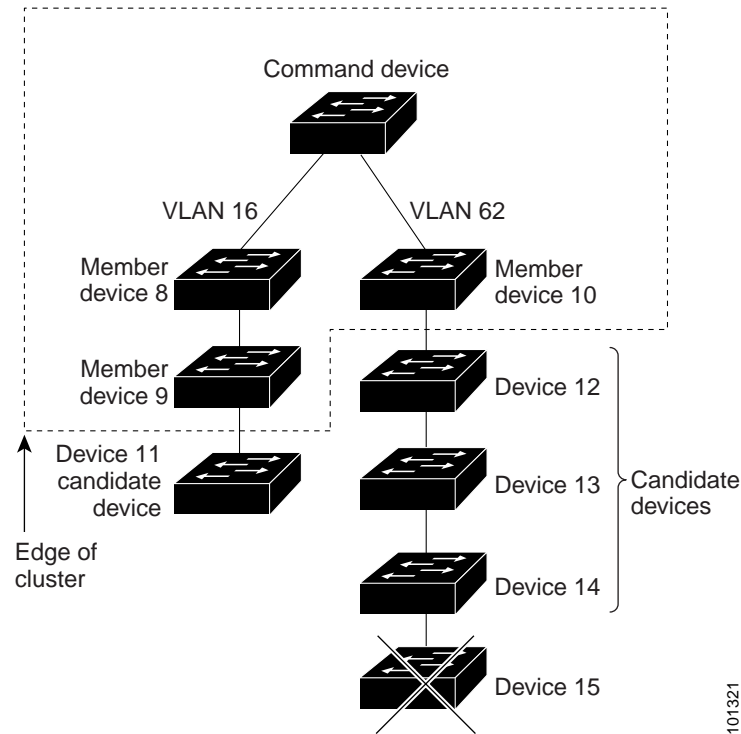 Command device
VLAN 16
VLAN 62
Member
device 8
Member
device 10
Member
device 9
Device 12
Device 11
candidate
device
Device 13
Candidate
devices
Edge of
cluster
Device 14
Device 15
101321